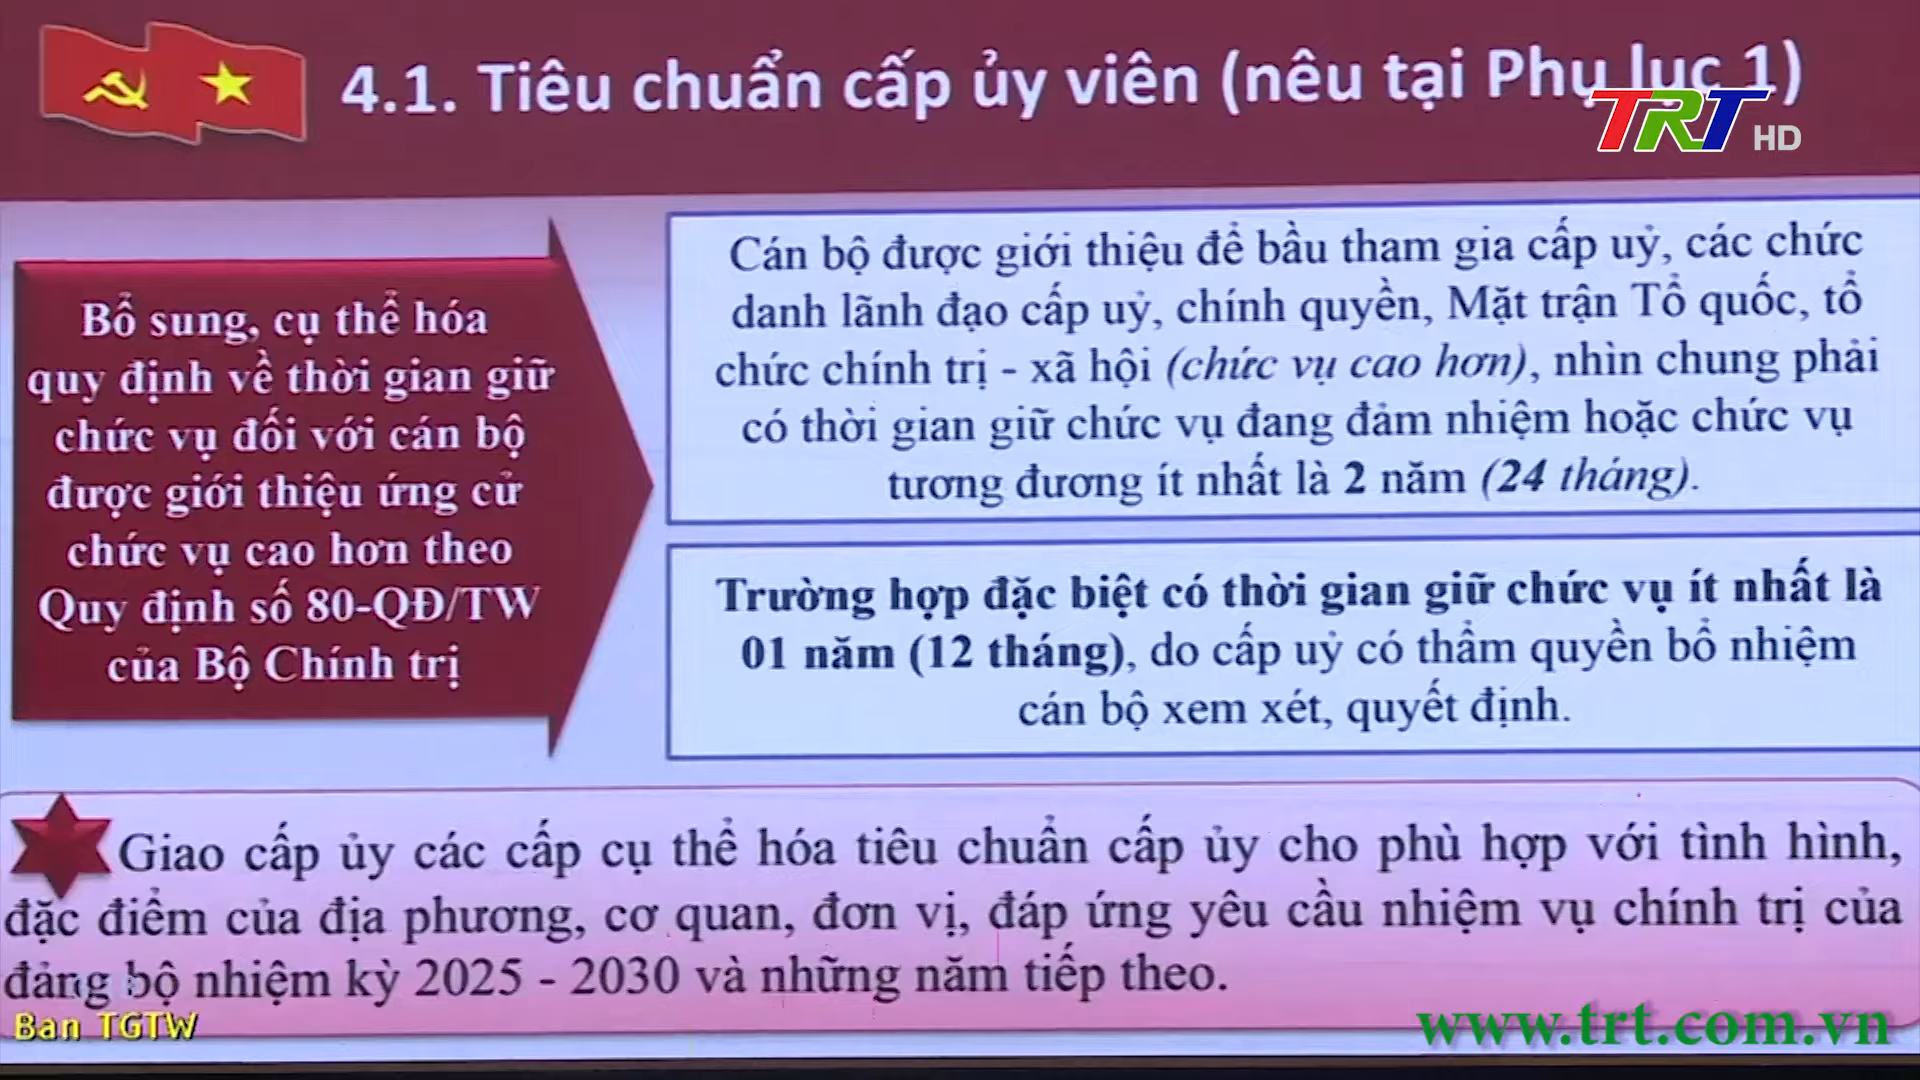 4.1. Tiêu chuẩn cấp ủy viên (nêu tại Phụ lục 1)
TRT HD
Bổ sung, cụ thể hóa
quy định về thời gian giữ
chức vụ đối với cán bộ
được giới thiệu ứng cử
chức vụ cao hơn theo
Quy định số 80-QĐ/TW
của Bộ Chính trị
Cán bộ được giới thiệu để bầu tham gia cấp uỷ, các chức
danh lãnh đạo cấp uỷ, chính quyền, Mặt trận Tổ quốc, tổ
chức chính trị - xã hội (chức vụ cao hơn), nhìn chung phải
có thời gian giữ chức vụ đang đảm nhiệm hoặc chức vụ
tương đương ít nhất là 2 năm (24 tháng).
Trường hợp đặc biệt có thời gian giữ chức vụ ít nhất là
01 năm (12 tháng), do cấp uỷ có thẩm quyền bổ nhiệm
cán bộ xem xét, quyết định.
Giao cấp ủy các cấp cụ thể hóa tiêu chuẩn cấp ủy cho phù hợp với tình hình,
đặc điểm của địa phương, cơ quan, đơn vị, đáp ứng yêu cầu nhiệm vụ chính trị của
đảng bộ nhiệm kỳ 2025 - 2030 và những năm tiếp theo.
Ban TGTW
www.trt.com.vn